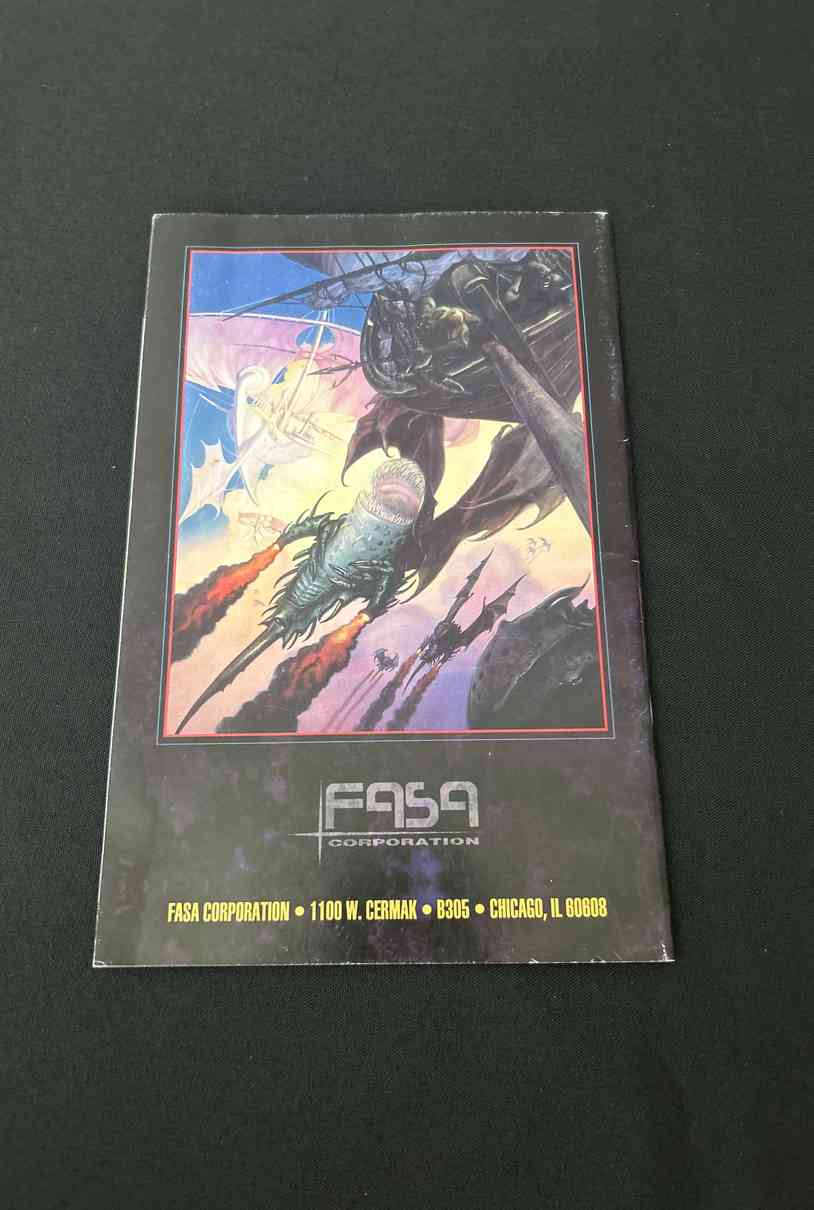 FASA
CORPORATION
FASA CORPORATION • 1100 W. CERMAK • B305 • CHICAGO, IL 60608